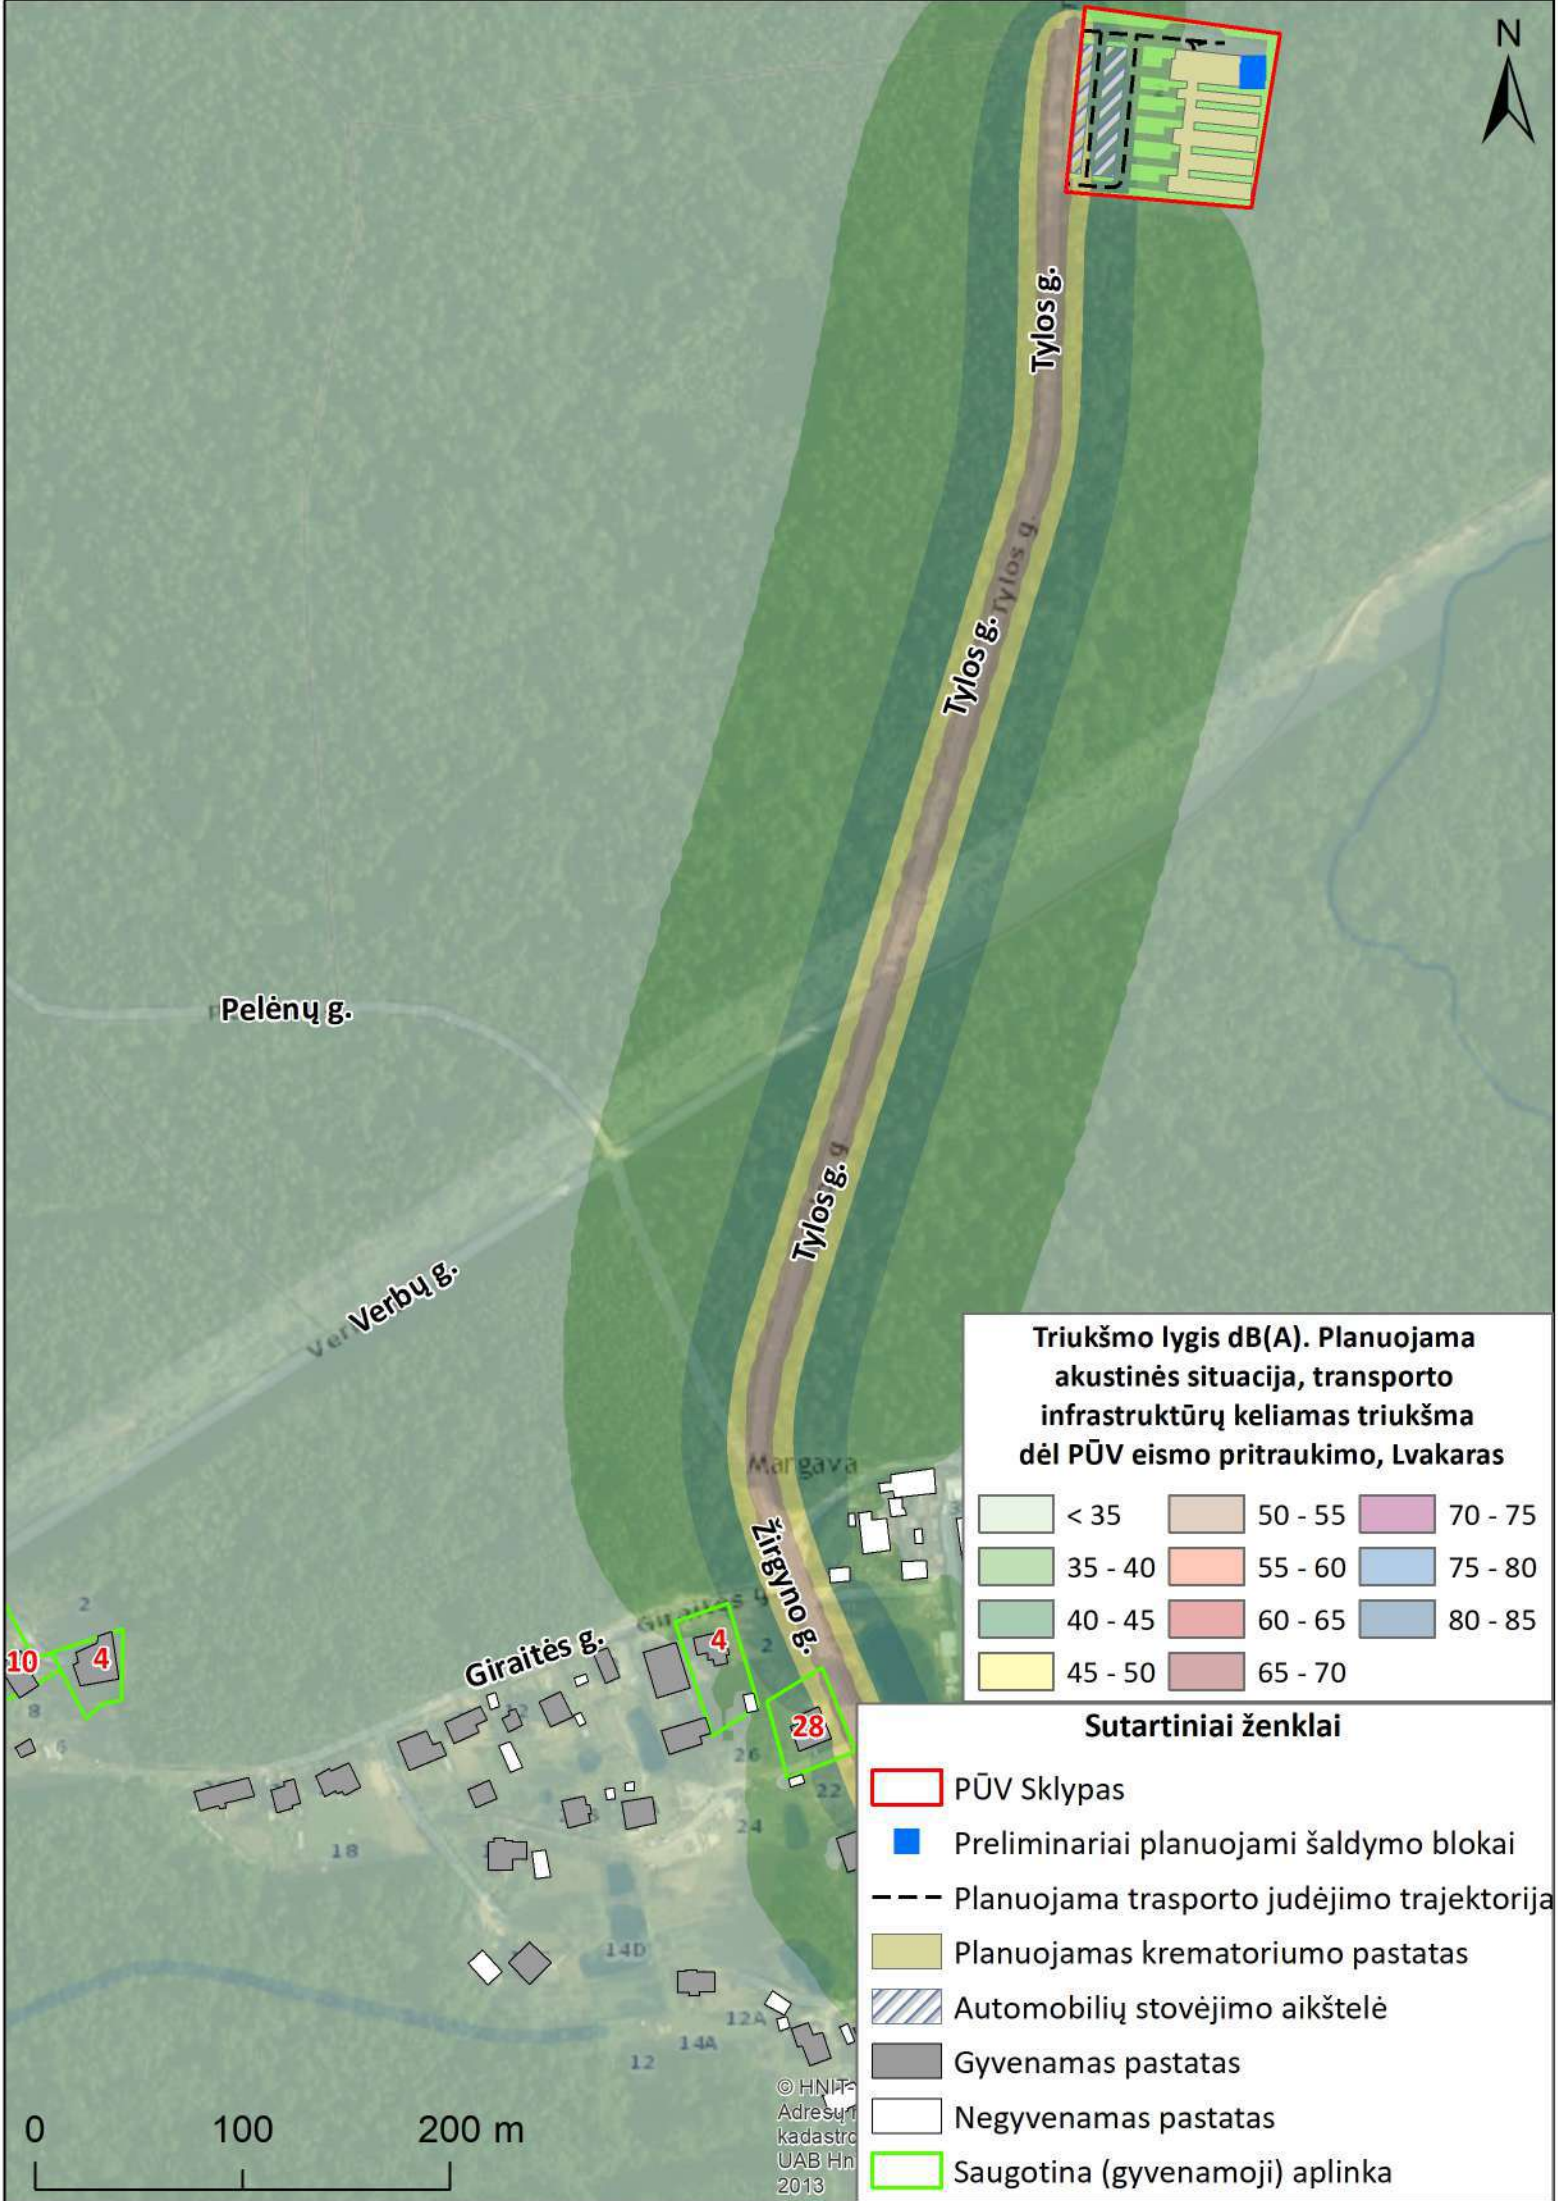 N
Tylos g.
Tylos g.
Tylos g.
Pelėnų g.
Tylos g.
Verbų g.
Margava
Žirgyno g.
Giraitės g.
2
10
4
4
2
28
8
6
12
26
22
24
18
14D
12A
14A
12
Triukšmo lygis dB(A). Planuojama
akustinės situacija, transporto
infrastruktūrų keliamas triukšma
dėl PŪV eismo pritraukimo, Lvakaras
< 35 50 - 55 70 - 75
35 - 40 55 - 60 75 - 80
40 - 45 60 - 65 80 - 85
45 - 50 65 - 70
Sutartiniai ženklai
PŪV Sklypas
Preliminariai planuojami šaldymo blokai
Planuojama trasporto judėjimo trajektorija
Planuojamas krematoriumo pastatas
Automobilių stovėjimo aikštelė
Gyvenamas pastatas
Negyvenamas pastatas
Saugotina (gyvenamoji) aplinka
0 100 200 m
© HNIT-
kadastro
UAB Hn
2013